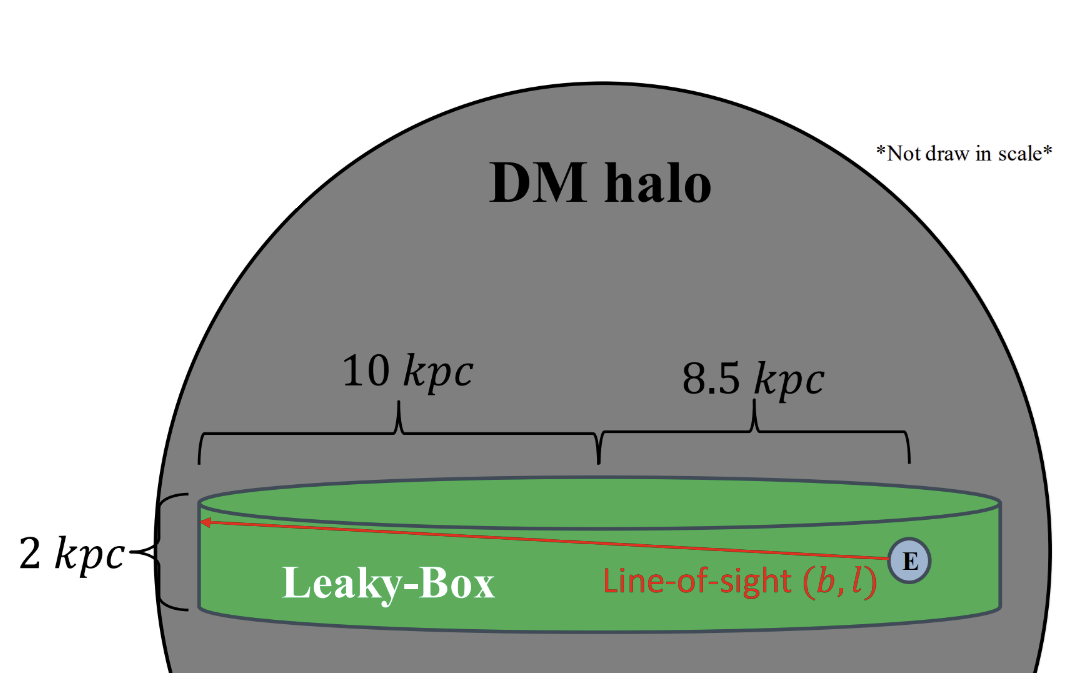 *Not draw in scale*
DM halo
10 kpc
8.5 kpc
2 kpc
E
Line-of-sight (b, l)
Leaky-Box